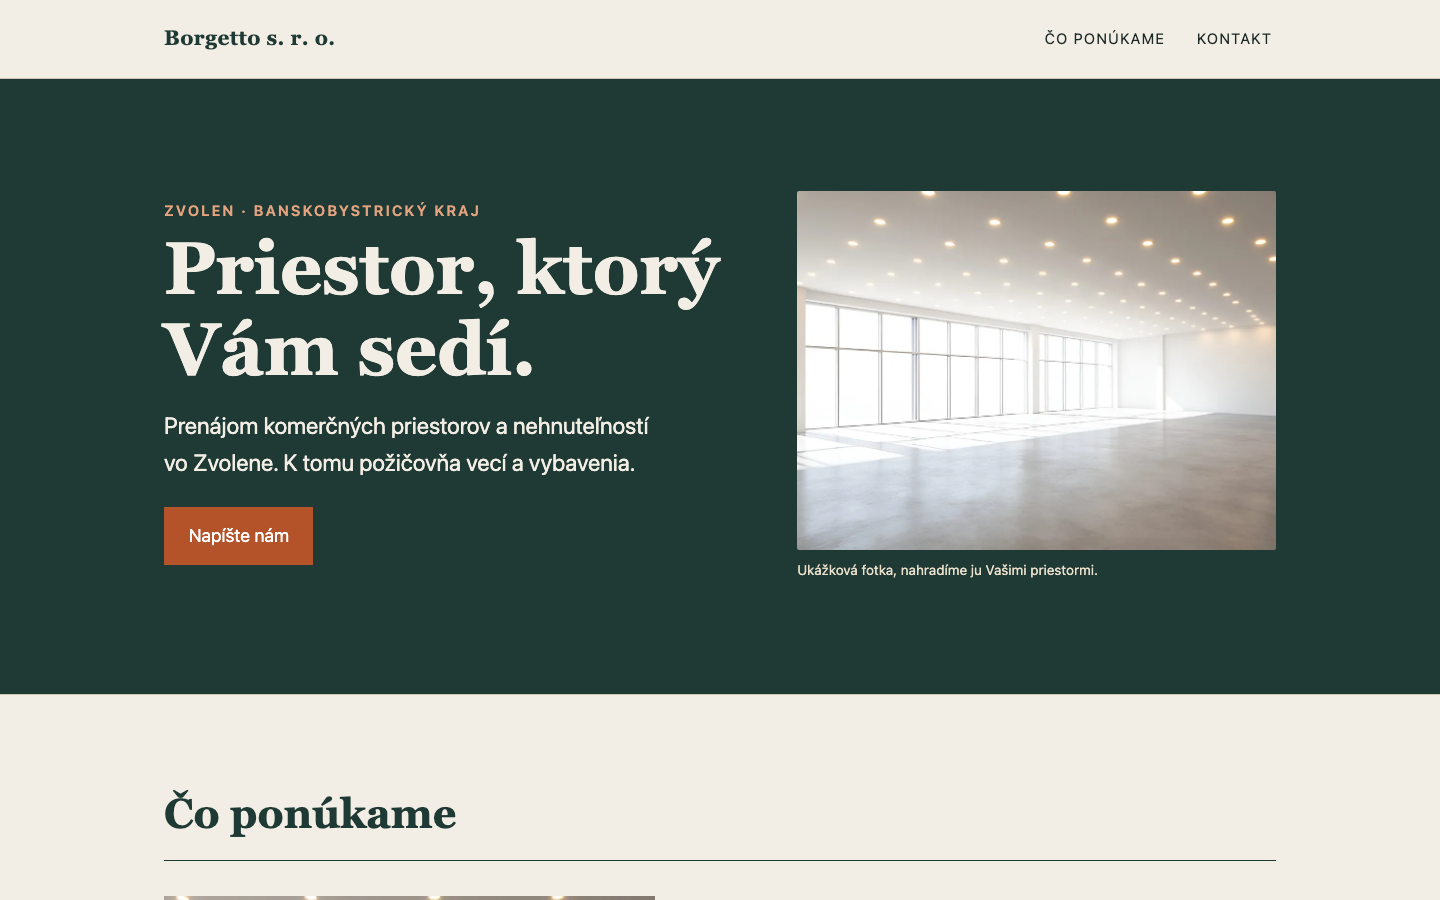 Borgetto s. r. o.
ČO PONÚKAME
KONTAKT
ZVOLEN · BANSKOBYSTRICKÝ KRAJ
Priestor, ktorý
Vám sedí.
Prenájom komerčných priestorov a nehnuteľností
vo Zvolene. K tomu požičovňa vecí a vybavenia.
Napíšte nám
Ukážková fotka, nahradíme ju Vašimi priestormi.
Čo ponúkame